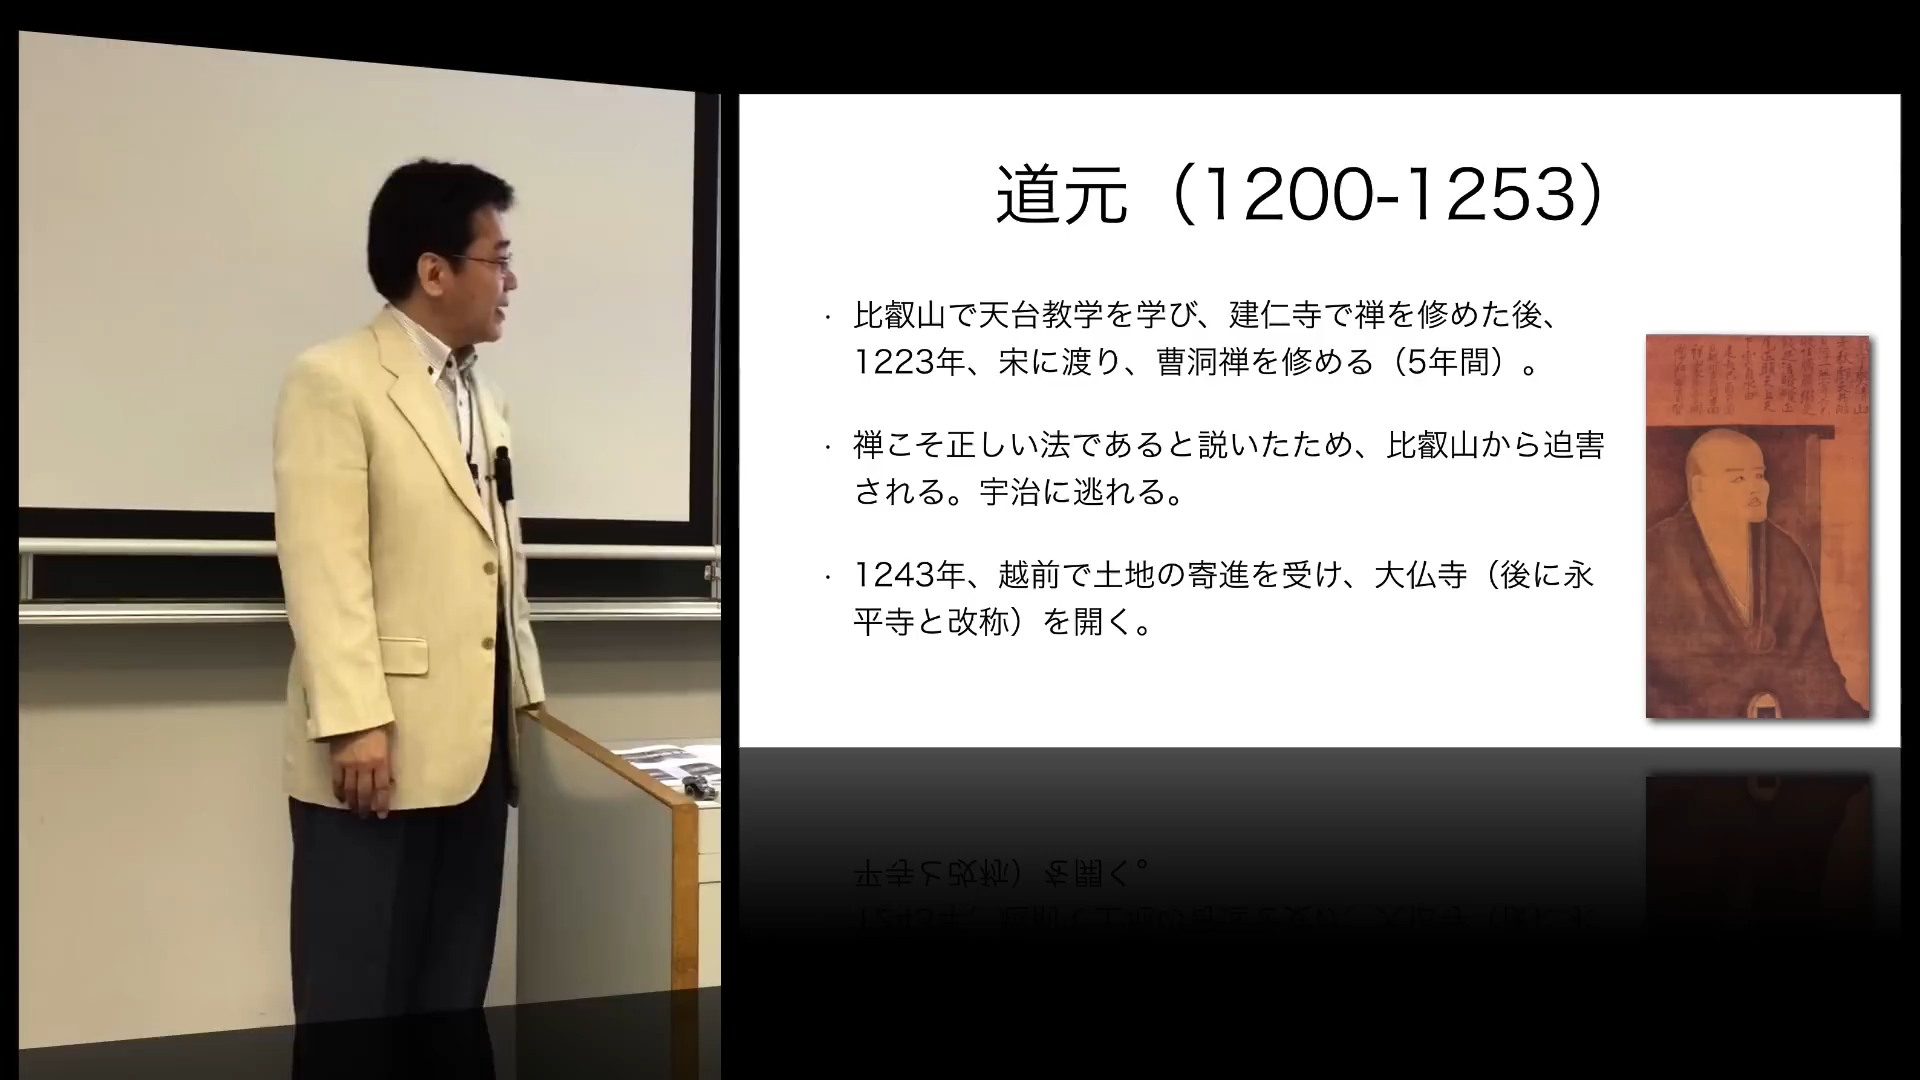 道元（1200-1253）
・比叡山で天台教学を学び、建仁寺で禅を修めた後、
1223年、宋に渡り、曹洞禅を修める（5年間）。
・禅こそ正しい法であると説いたため、比叡山から迫害
される。宇治に逃れる。
・1243年、越前で土地の寄進を受け、大仏寺（後に永
平寺と改称）を開く。